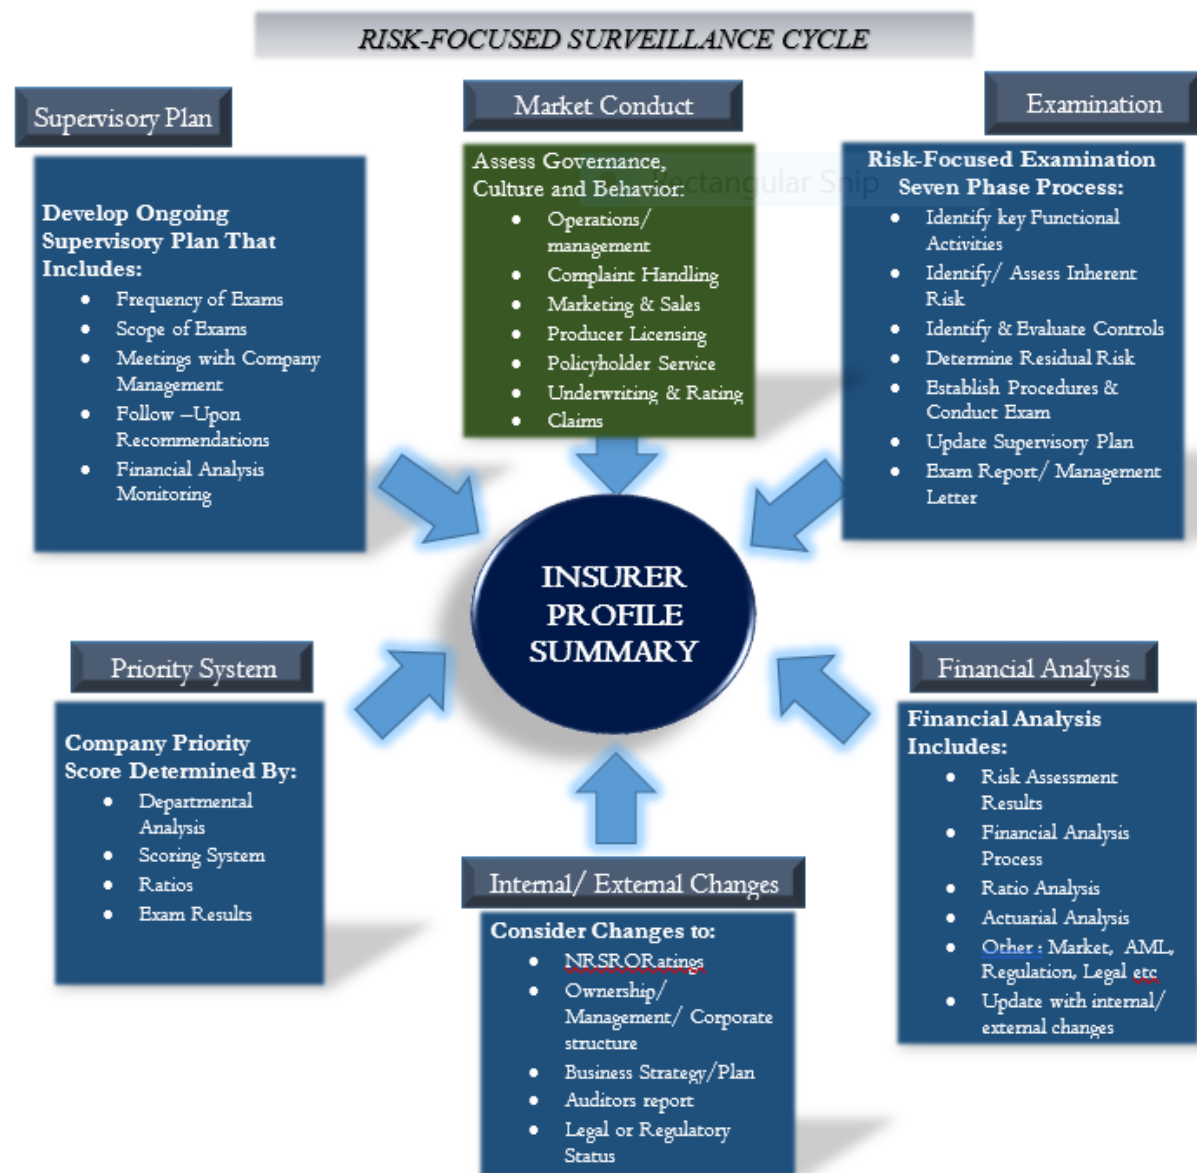 RISK-FOCUSED SURVEILLANCE CYCLE
Supervisory Plan
Develop Ongoing
Supervisory Plan That
Includes:
• Frequency of Exams
• Scope of Exams
• Meetings with Company
Management
• Follow –Upon
Recommendations
• Financial Analysis
Monitoring
Market Conduct
Assess Governance,
Culture and Behavior:
Rectangular Snip
• Operations/
management
• Complaint Handling
• Marketing & Sales
• Producer Licensing
• Policyholder Service
• Underwriting & Rating
• Claims
Examination
Risk-Focused Examination
Seven Phase Process:
• Identify key Functional
Activities
• Identify/ Assess Inherent
Risk
• Identify & Evaluate Controls
• Determine Residual Risk
• Establish Procedures &
Conduct Exam
• Update Supervisory Plan
• Exam Report/ Management
Letter
INSURER
PROFILE
SUMMARY
Priority System
Company Priority
Score Determined By:
• Departmental
Analysis
• Scoring System
• Ratios
• Exam Results
Internal/ External Changes
Consider Changes to:
• NRSRORatings
• Ownership/
Management/ Corporate
structure
• Business Strategy/Plan
• Auditors report
• Legal or Regulatory
Status
Financial Analysis
Financial Analysis
Includes:
• Risk Assessment
Results
• Financial Analysis
Process
• Ratio Analysis
• Actuarial Analysis
• Other : Market, AML,
Regulation, Legal etc
• Update with internal/
external changes